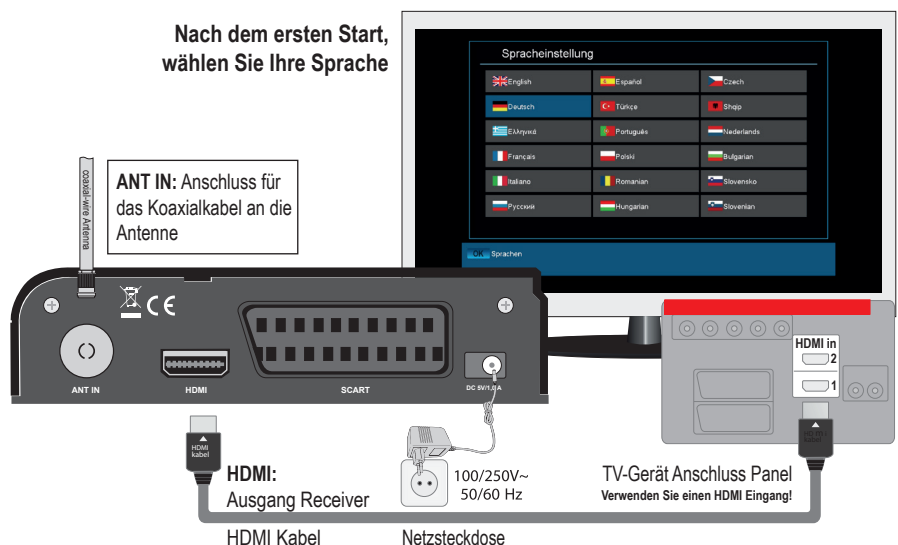 Nach dem ersten Start,
wählen Sie Ihre Sprache
Spracheinstellung
English
Español
Czech
Deutsch
Türkçe
Shqip
Ελληνικά
Português
Nederlands
Français
Polski
Bulgarian
Italiano
Romanian
Slovensko
Русский
Hungarian
Slovenian
OK Sprachen
coaxial-wire Antenna
ANT IN: Anschluss für
das Koaxialkabel an die
Antenne
CE
ANT IN
HDMI
SCART
DC 5V/1,
HDMI in
2
1
HDMI
kabel
HDMI
kabel
HDMI:
Ausgang Receiver
HDMI Kabel
100/250V~
50/60 Hz
Netzsteckdose
TV-Gerät Anschluss Panel
Verwenden Sie einen HDMI Eingang!